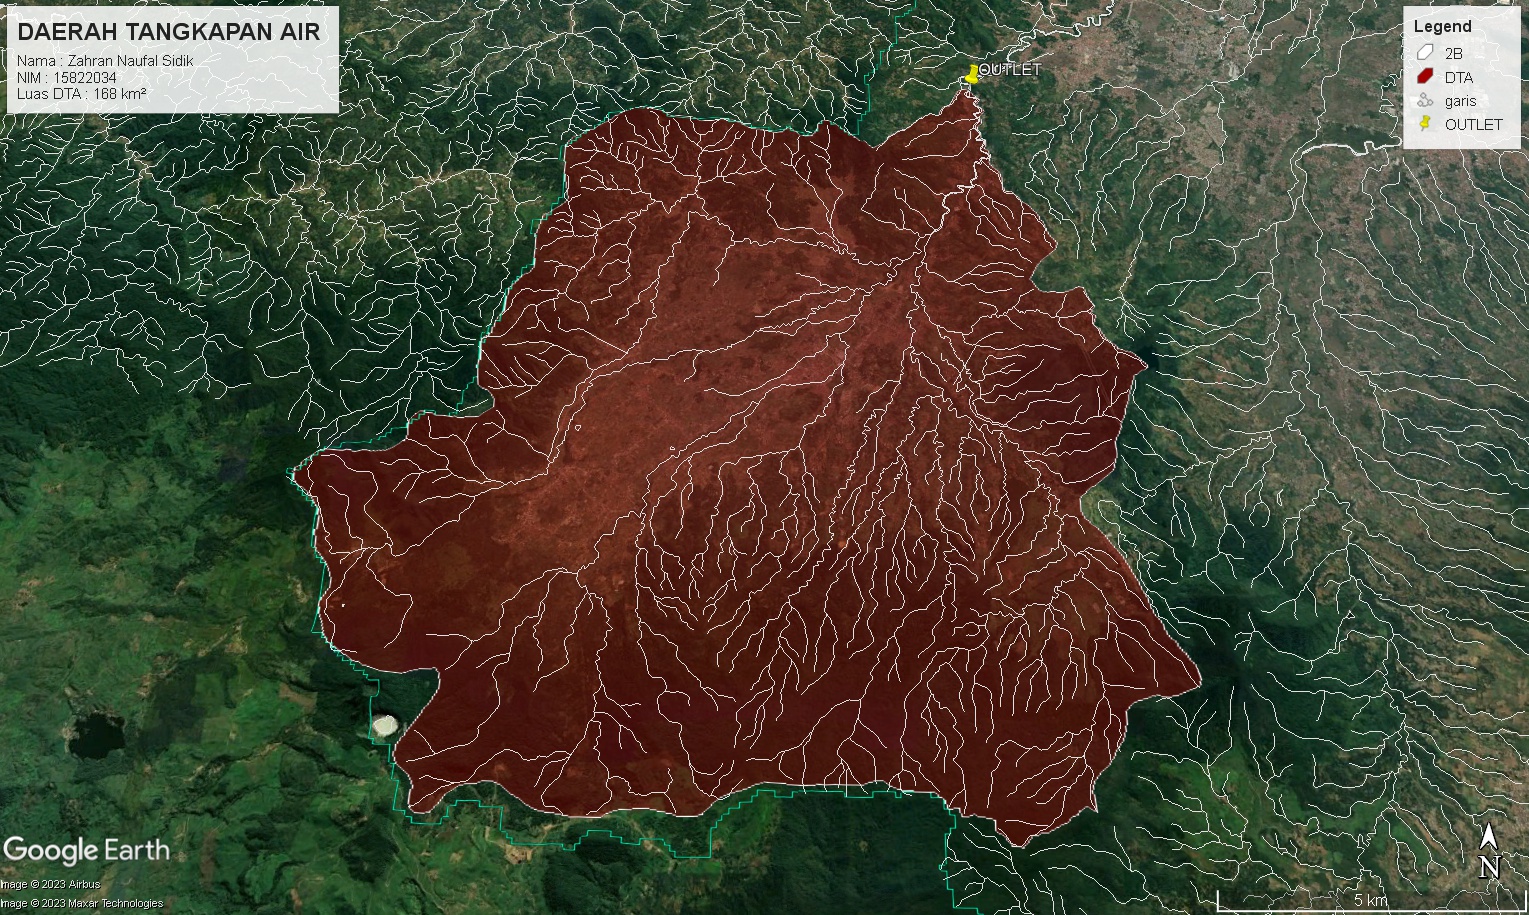 DAERAH TANGKAPAN AIR
Nama : Zahran Naufal Sidik
NIM : 15822034
Luas DTA : 168 km²
OUTLET
Legend
2B
DTA
garis
OUTLET
Google Earth
Image © 2023 Airbus
Image © 2023 Maxar Technologies
N
5 km